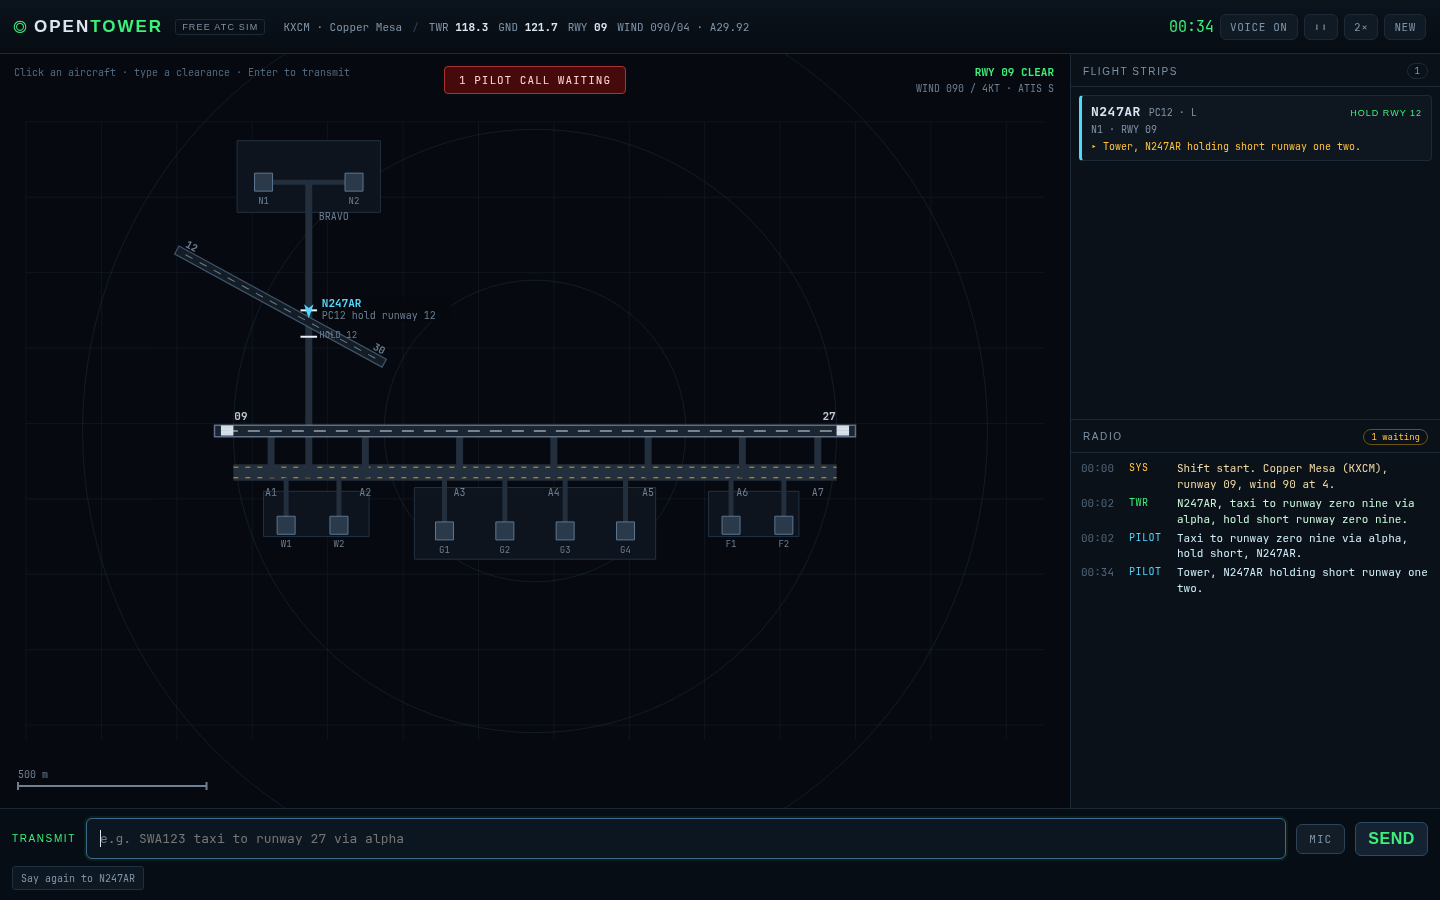 OPENTOWER FREE ATC SIM KXCM · Copper Mesa / TWR 118.3 GND 121.7 RWY 09 WIND 090/04 · A29.92 00:34 VOICE ON 2× NEW
Click an aircraft · type a clearance · Enter to transmit
1 PILOT CALL WAITING
RWY 09 CLEAR
WIND 090 / 4KT · ATIS S
N1 N2
BRAVO
12
N247AR
PC12 hold runway 12
HOLD 12
30
09 27
A1 A2 A3 A4 A5 A6 A7
W1 W2 G1 G2 G3 G4 F1 F2
500 m
FLIGHT STRIPS 1
N247AR PC12 · L HOLD RWY 12
N1 · RWY 09
Tower, N247AR holding short runway one two.
RADIO 1 waiting
00:00 SYS Shift start. Copper Mesa (KXCM),
runway 09, wind 90 at 4.
00:02 TWR N247AR, taxi to runway zero nine via
alpha, hold short runway zero nine.
00:02 PILOT Taxi to runway zero nine via alpha,
hold short, N247AR.
00:34 PILOT Tower, N247AR holding short runway one
two.
TRANSMIT e.g. SWA123 taxi to runway 27 via alpha MIC SEND
Say again to N247AR